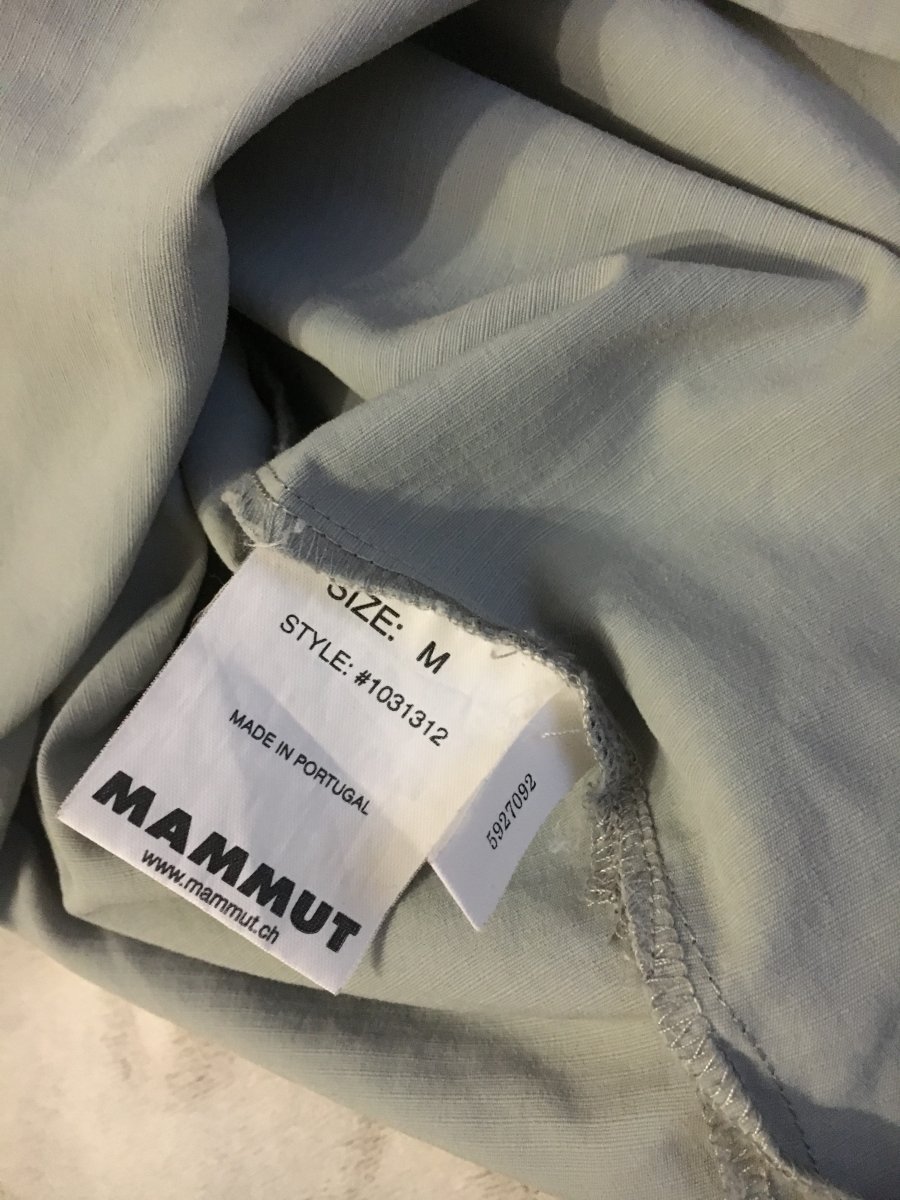 SIZE: M
STYLE: #1031312
MADE IN PORTUGAL
MAMMUT
www.mammut.ch
5927092